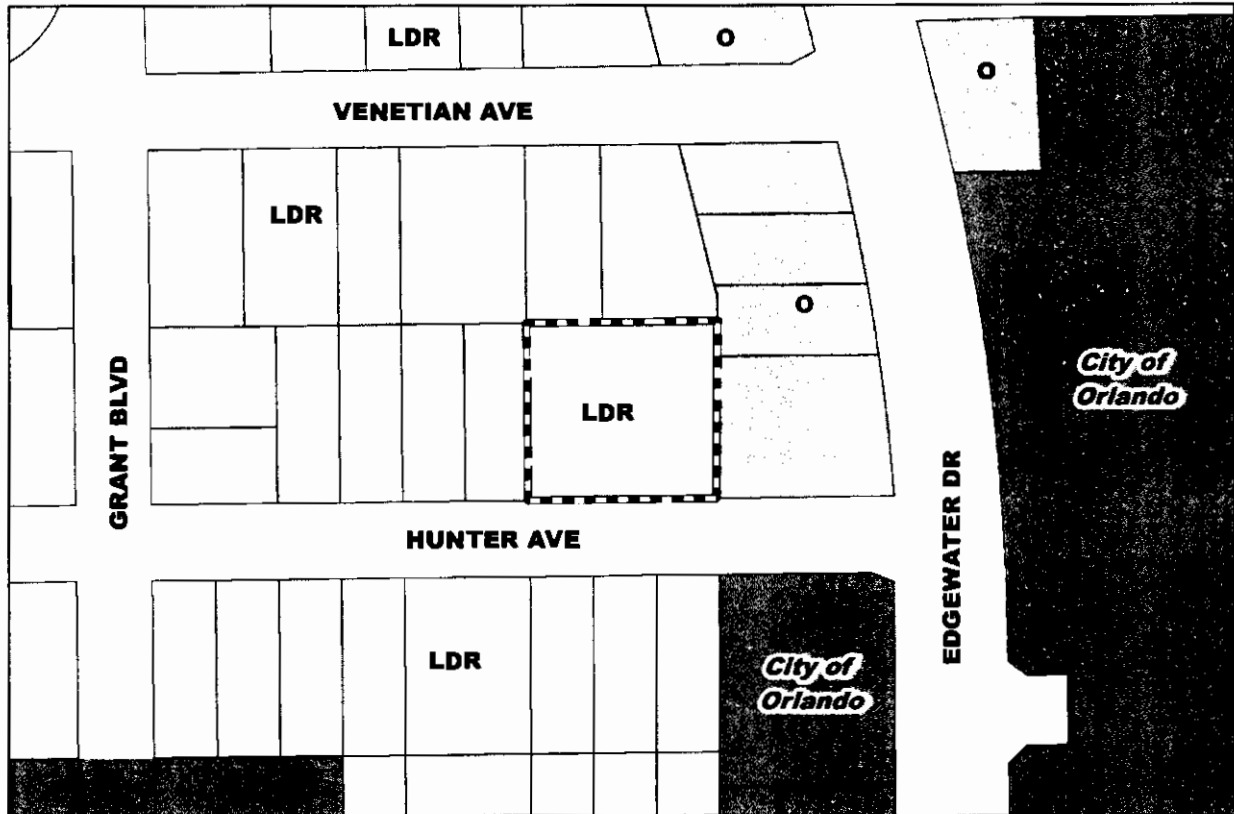 LDR
O
O
VENETIAN AVE
LDR
O
City of
Orlando
GRANT BLVD
LDR
HUNTER AVE
EDGEWATER DR
LDR
City of
Orlando